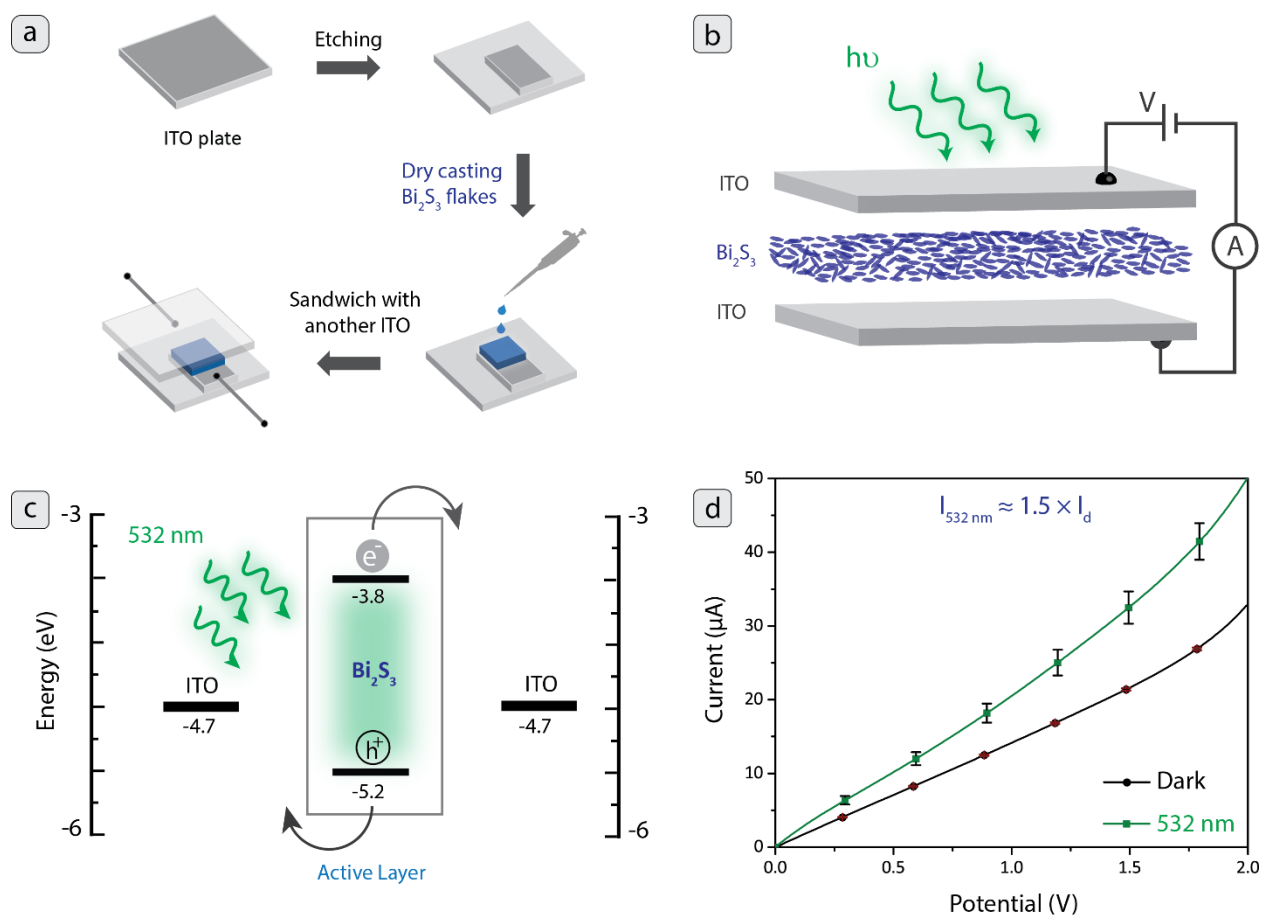 a
Etching
ITO plate
Dry casting
Bi₂S₃ flakes
Sandwich with
another ITO
b
hυ
V
ITO
Bi₂S₃
A
ITO
c
Energy (eV)
-3
-6
532 nm
ITO
-4.7
e⁻
-3.8
Bi₂S₃
h⁺
-5.2
Active Layer
ITO
-4.7
-3
-6
d
I₅₃₂ ₙₘ ≈ 1.5 × I_d
Current (µA)
50
40
30
20
10
0
Dark
532 nm
0.0
0.5
1.0
1.5
2.0
Potential (V)